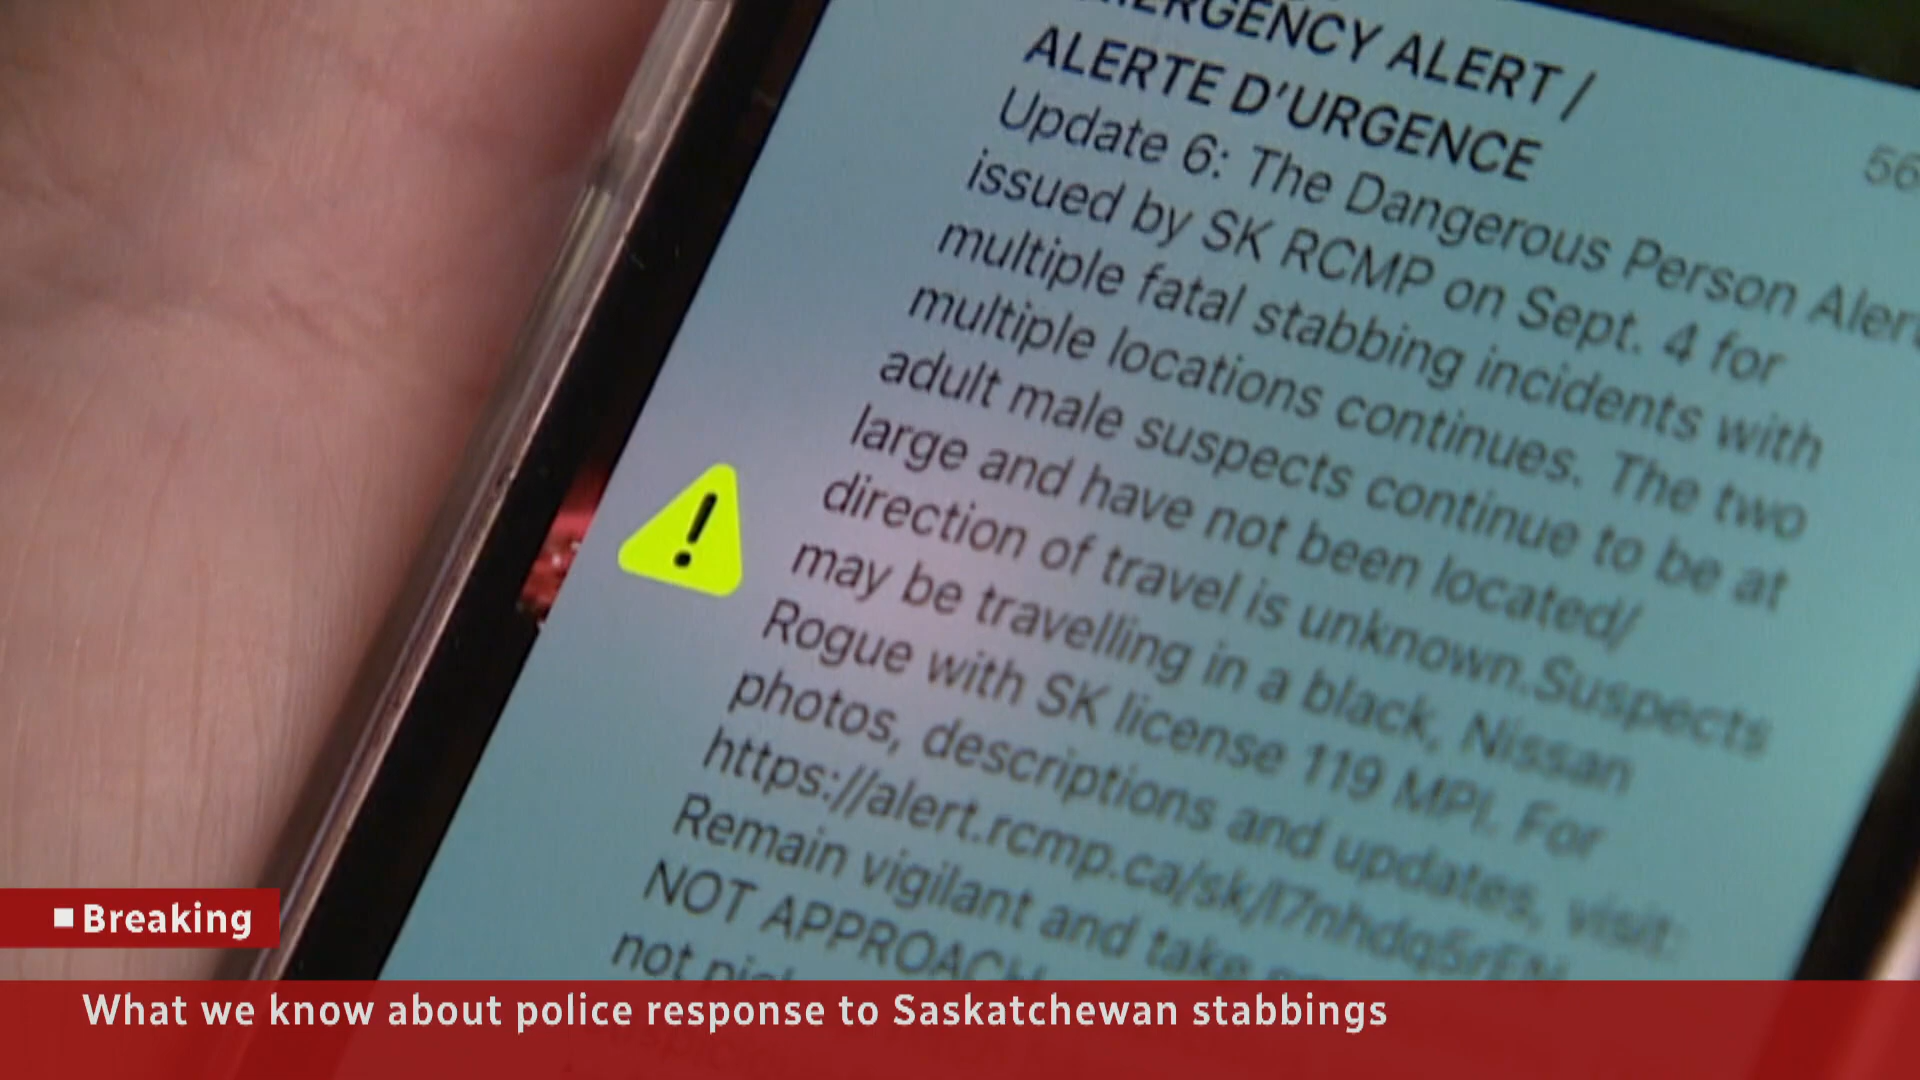 EMERGENCY ALERT /
ALERTE D'URGENCE
56
Update 6: The Dangerous Person Alert
issued by SK RCMP on Sept. 4 for
multiple fatal stabbing incidents with
multiple locations continues. The two
adult male suspects continue to be at
large and have not been located/
direction of travel is unknown.Suspects
may be travelling in a black, Nissan
Rogue with SK license 119 MPI. For
photos, descriptions and updates, visit:
https://alert.rcmp.ca/sk/
Remain vigilant and take
NOT APPROACH
not
Breaking
What we know about police response to Saskatchewan stabbings